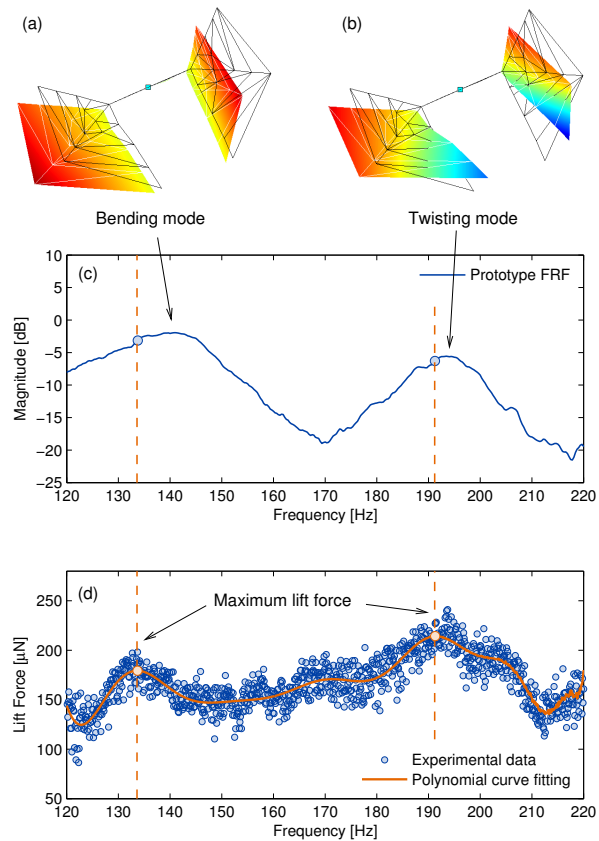 (a)
(b)
Bending mode
Twisting mode
(c)
Prototype FRF
10
5
0
−5
−10
−15
−20
−25
Magnitude [dB]
120 130 140 150 160 170 180 190 200 210 220
Frequency [Hz]
(d)
Maximum lift force
250
200
150
100
50
Lift Force [µN]
Experimental data
Polynomial curve fitting
120 130 140 150 160 170 180 190 200 210 220
Frequency [Hz]